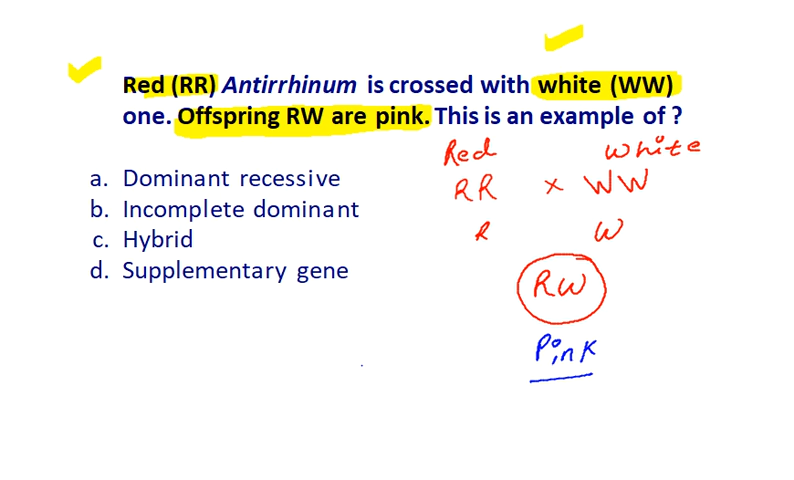 Red (RR) Antirrhinum is crossed with white (WW)
one. Offspring RW are pink. This is an example of ?
a. Dominant recessive
b. Incomplete dominant
c. Hybrid
d. Supplementary gene
Red White
RR x WW
R W
RW
Pink